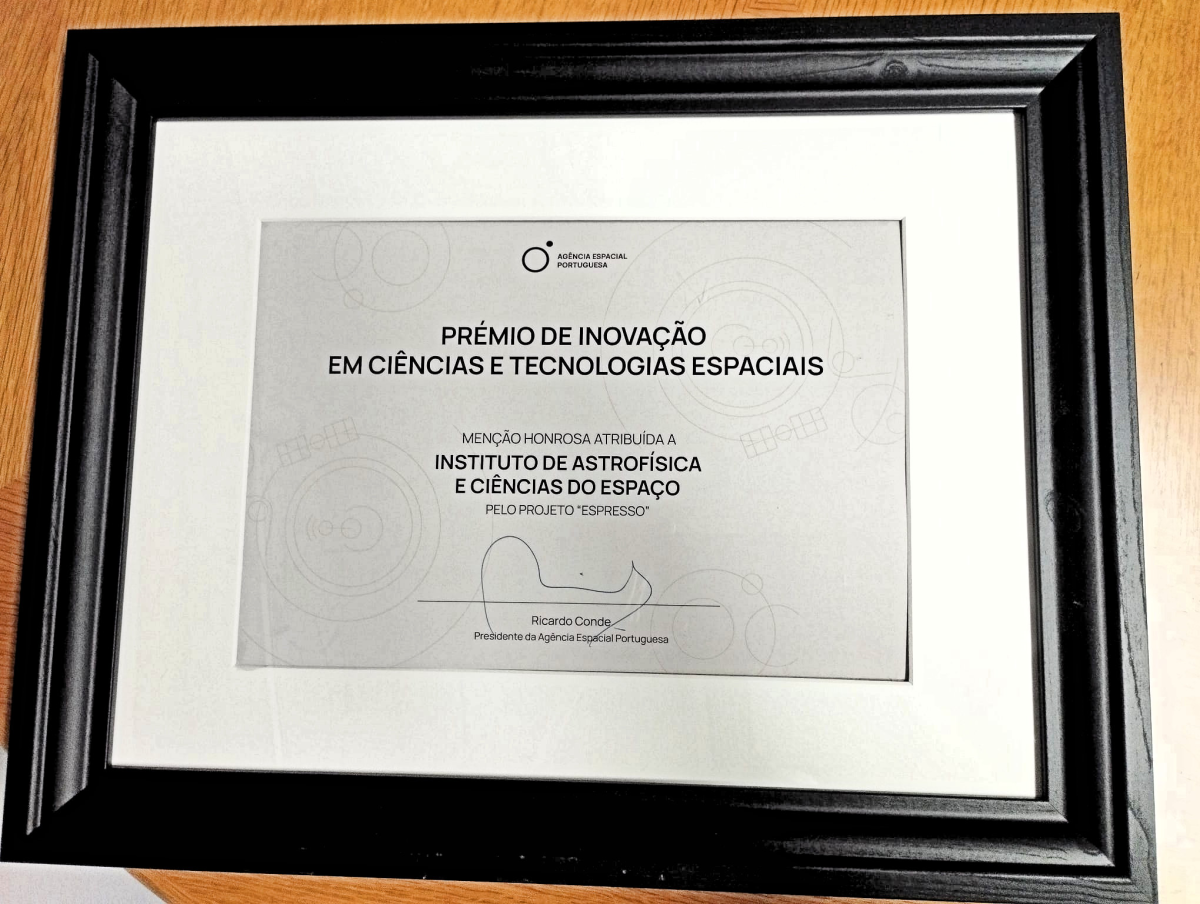 AGÊNCIA ESPACIAL
PORTUGUESA
PRÉMIO DE INOVAÇÃO
EM CIÊNCIAS E TECNOLOGIAS ESPACIAIS
MENÇÃO HONROSA ATRIBUÍDA A
INSTITUTO DE ASTROFÍSICA
E CIÊNCIAS DO ESPAÇO
PELO PROJETO "ESPRESSO"
Ricardo Conde
Presidente da Agência Espacial Portuguesa